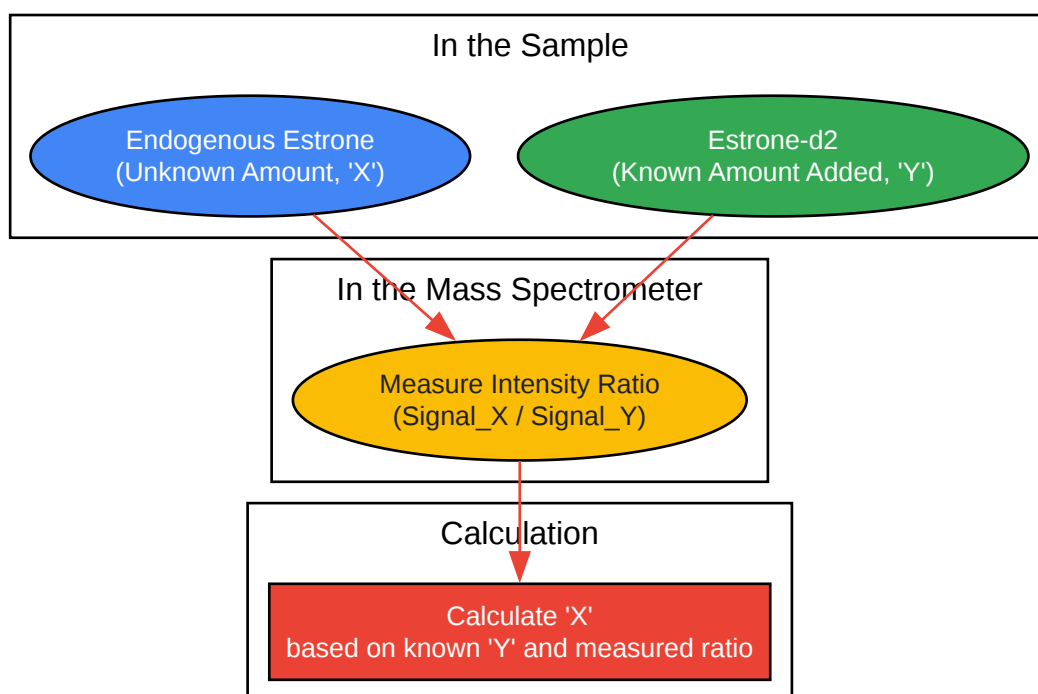 In the Sample
Endogenous Estrone
(Unknown Amount, 'X')
Estrone-d2
(Known Amount Added, 'Y')
In the Mass Spectrometer
Measure Intensity Ratio
(Signal_X / Signal_Y)
Calculation
Calculate 'X'
based on known 'Y' and measured ratio